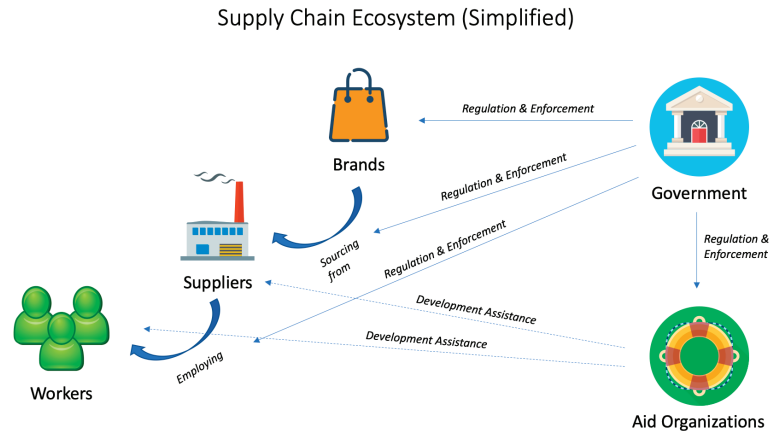 Supply Chain Ecosystem (Simplified)
Regulation & Enforcement
Brands
Regulation & Enforcement
Government
Regulation &
Enforcement
Sourcing
from
Regulation & Enforcement
Suppliers
Development Assistance
Development Assistance
Employing
Workers
Aid Organizations